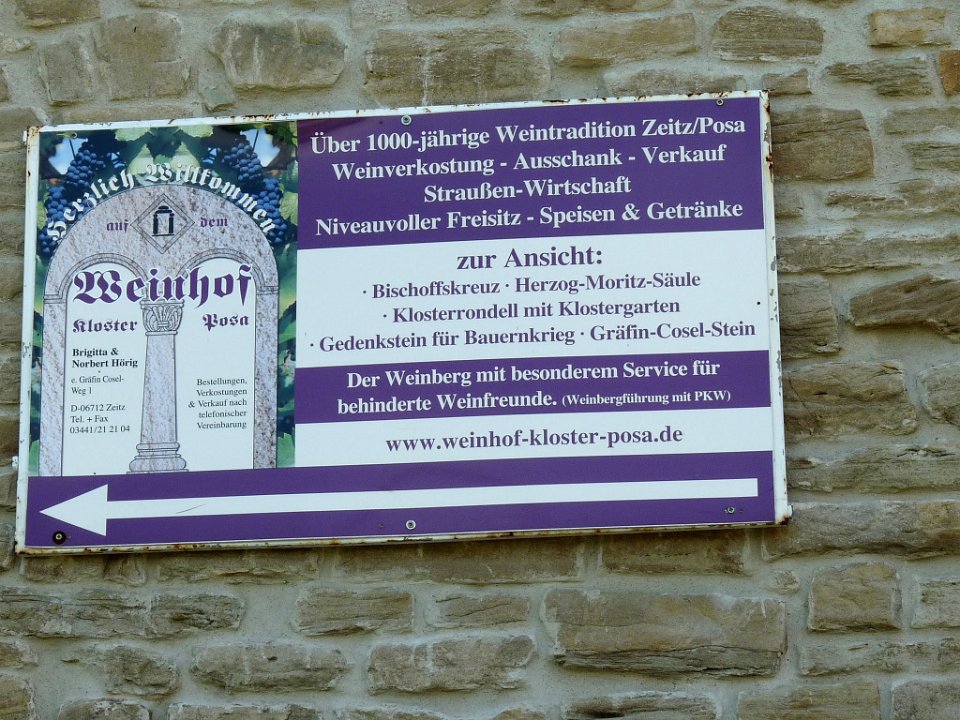 Herzlich Willkommen
auf dem
Weinhof
Kloster Posa
Brigitta &
Norbert Hörig
e. Gräfin Cosel-
Weg 1
D-06712 Zeitz
Tel. + Fax
03441/21 21 04
Bestellungen,
Verkostungen
& Verkauf nach
telefonischer
Vereinbarung
Über 1000-jährige Weintradition Zeitz/Posa
Weinverkostung - Ausschank - Verkauf
Straußen-Wirtschaft
Niveauvoller Freisitz - Speisen & Getränke
zur Ansicht:
· Bischoffskreuz · Herzog-Moritz-Säule
· Klosterrondell mit Klostergarten
· Gedenkstein für Bauernkrieg · Gräfin-Cosel-Stein
Der Weinberg mit besonderem Service für
behinderte Weinfreunde. (Weinbergführung mit PKW)
www.weinhof-kloster-posa.de